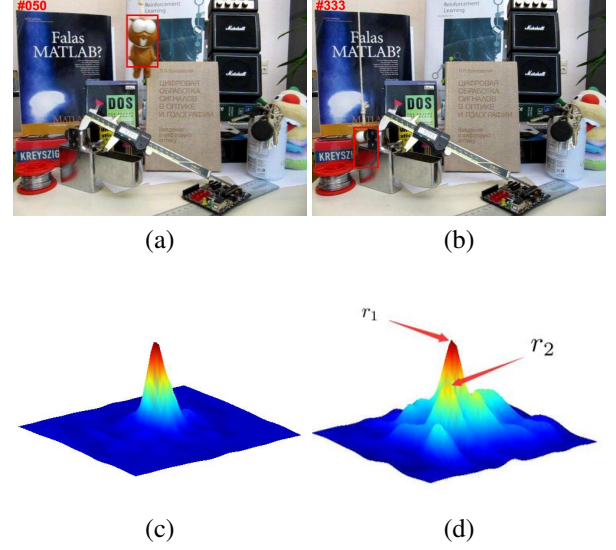 #050
Falas
MATLAB?
Reinforcement
Learning
Marshall
Marshall
ЦИФРОВАЯ
ОБРАБОТКА
СИГНАЛОВ
В ОПТИКЕ
И ГОЛОГРАФИИ
DOS
KREYSZIG
#333
Falas
MATLAB?
Reinforcement
Learning
Marshall
Marshall
ЦИФРОВАЯ
ОБРАБОТКА
СИГНАЛОВ
В ОПТИКЕ
И ГОЛОГРАФИИ
DOS
KREYSZI
(a)
(b)
r1
r2
(c)
(d)